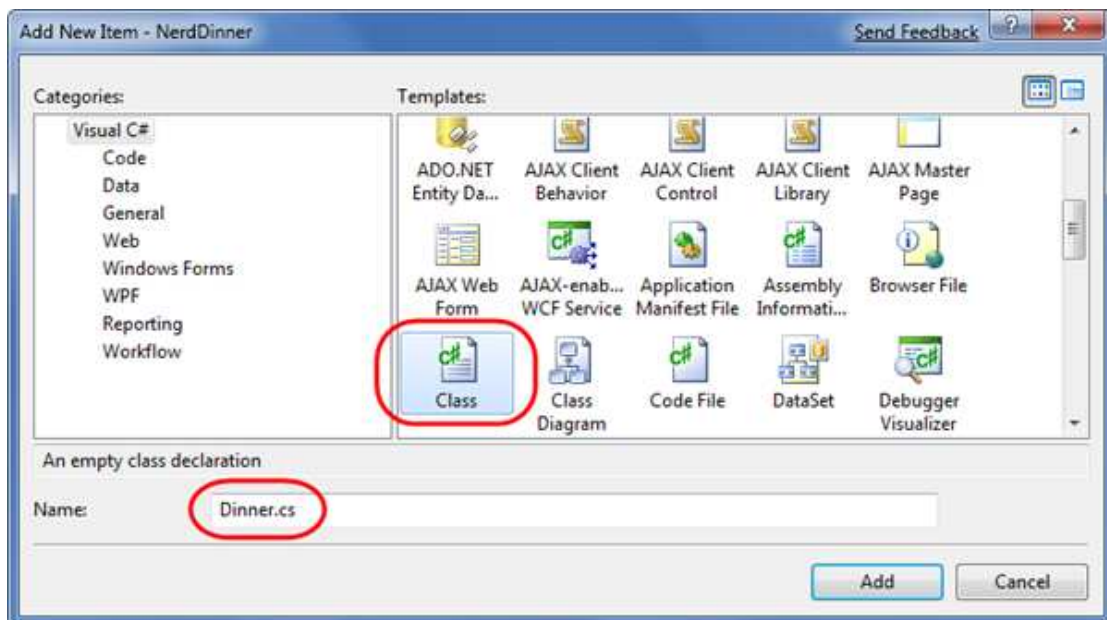 Add New Item - NerdDinner
Send Feedback
?
Categories:
Templates:
Visual C#
Code
Data
General
Web
Windows Forms
WPF
Reporting
Workflow
ADO.NET
Entity Da...
AJAX Client
Behavior
AJAX Client
Control
AJAX Client
Library
AJAX Master
Page
AJAX Web
Form
C#
AJAX-enab...
WCF Service
Application
Manifest File
C#
Assembly
Informati...
Browser File
C#
Class
Class
Diagram
C#
Code File
DataSet
C#
Debugger
Visualizer
An empty class declaration
Name:
Dinner.cs
Add
Cancel